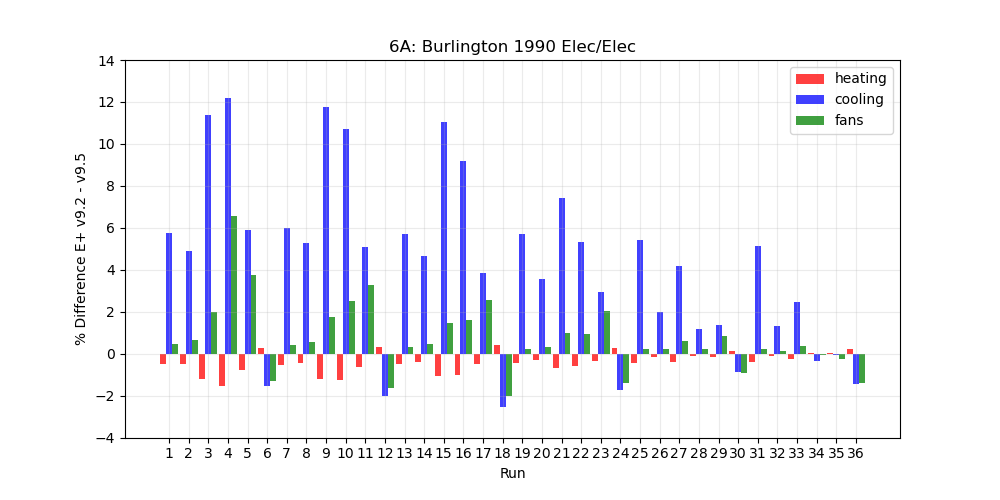 6A: Burlington 1990 Elec/Elec
% Difference E+ v9.2 - v9.5
14
12
10
8
6
4
2
0
−2
−4
heating
cooling
fans
1 2 3 4 5 6 7 8 9 10 11 12 13 14 15 16 17 18 19 20 21 22 23 24 25 26 27 28 29 30 31 32 33 34 35 36
Run